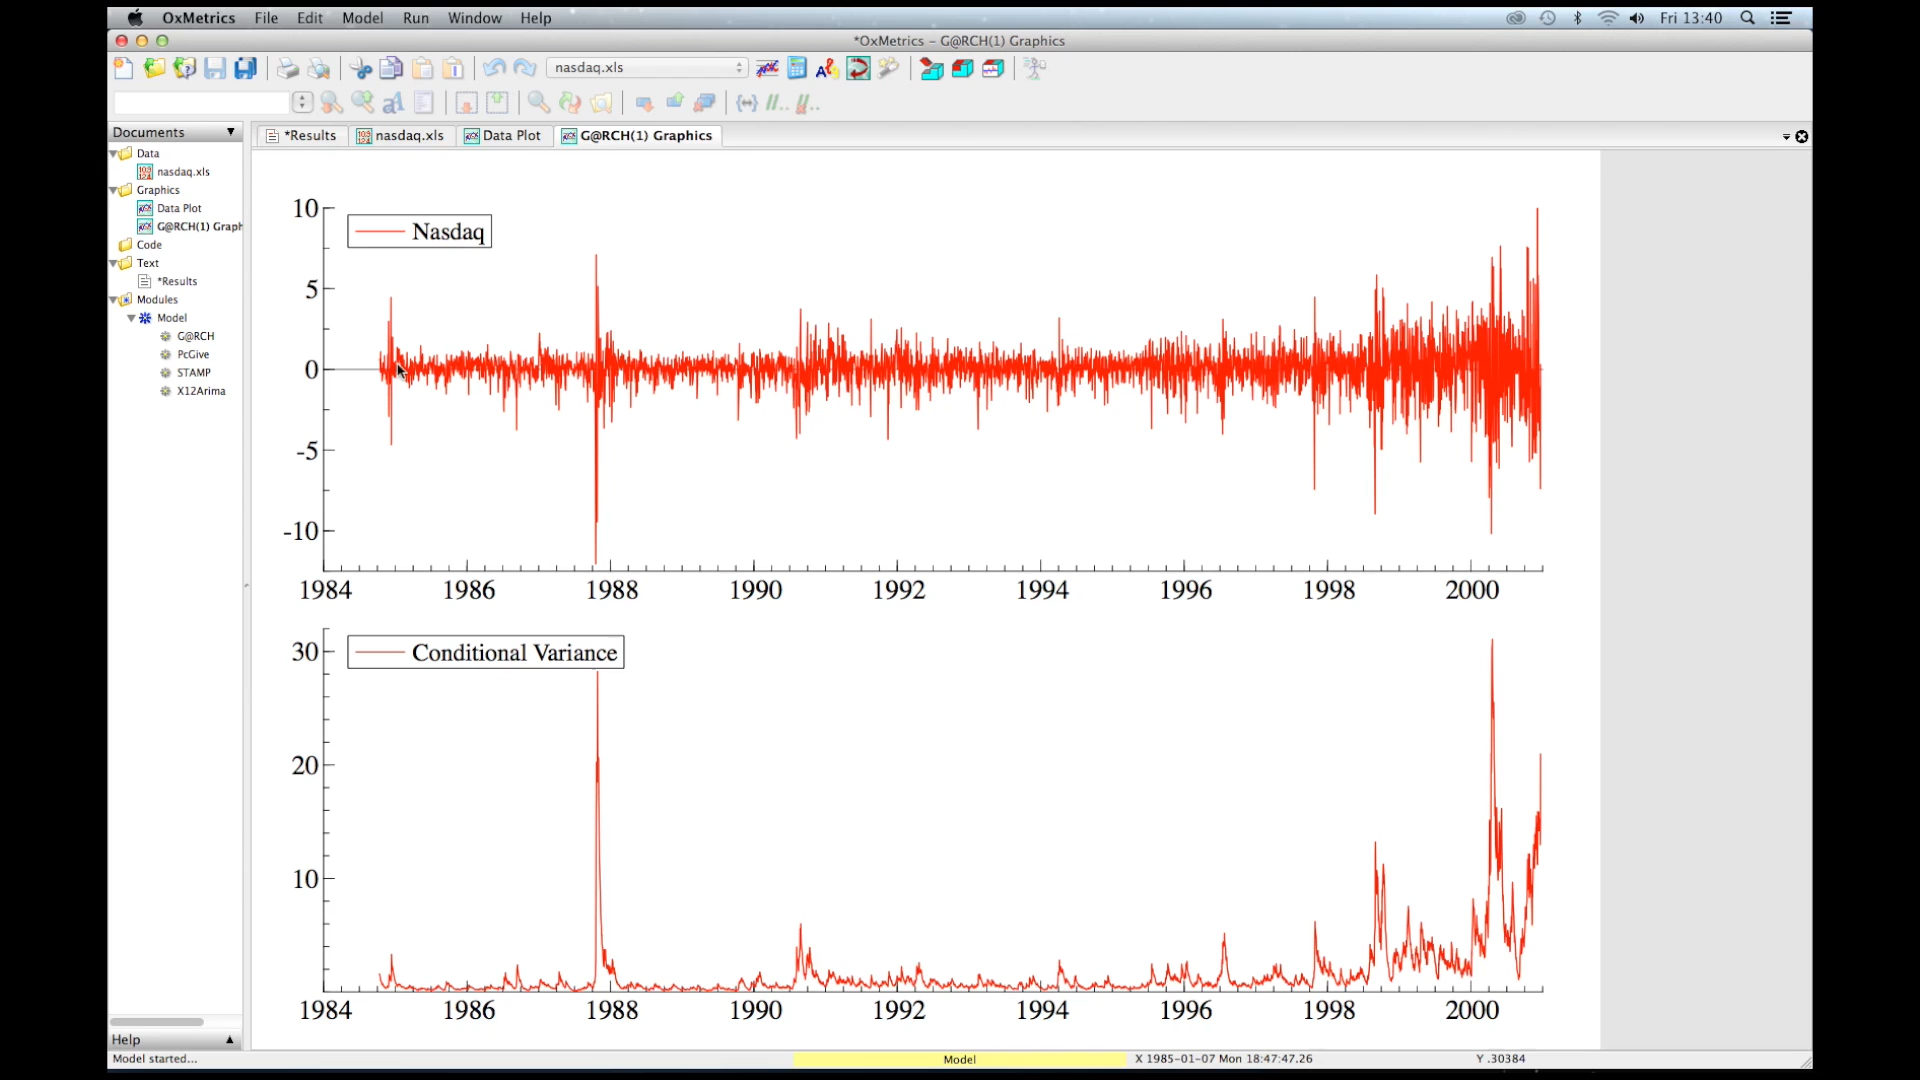 OxMetrics File Edit Model Run Window Help Fri 13:40
*OxMetrics - G@RCH(1) Graphics
nasdaq.xls
Documents
*Results nasdaq.xls Data Plot G@RCH(1) Graphics
Data
nasdaq.xls
Graphics
Data Plot
G@RCH(1) Graph
Code
Text
*Results
Modules
Model
G@RCH
PcGive
STAMP
X12Arima
10
Nasdaq
5
0
-5
-10
1984 1986 1988 1990 1992 1994 1996 1998 2000
30
Conditional Variance
20
10
1984 1986 1988 1990 1992 1994 1996 1998 2000
Help
Model started... Model X 1985-01-07 Mon 18:47:47.26 Y .30384